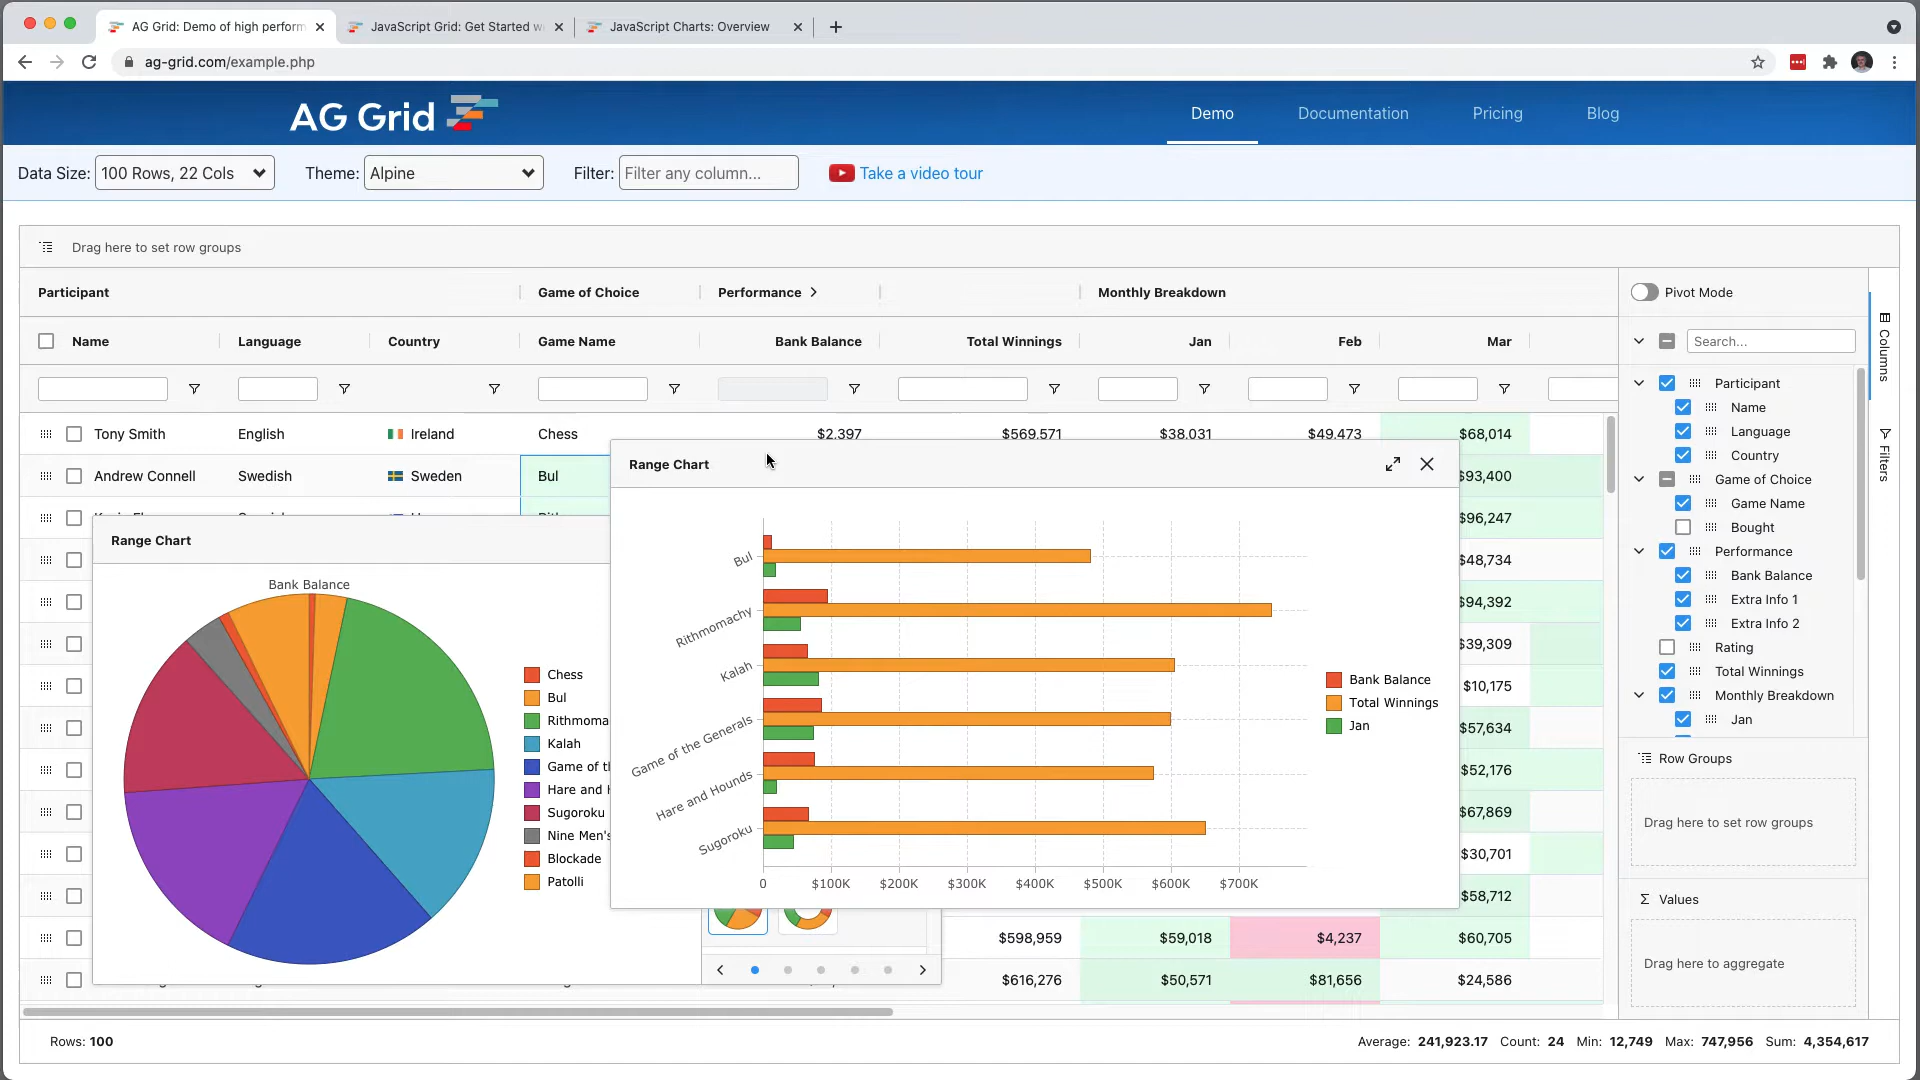 AG Grid: Demo of high perform
JavaScript Grid: Get Started w
JavaScript Charts: Overview
ag-grid.com/example.php
AG Grid
Demo Documentation Pricing Blog
Data Size: 100 Rows, 22 Cols Theme: Alpine Filter: Filter any column... Take a video tour
Drag here to set row groups
Participant Game of Choice Performance > Monthly Breakdown
Name Language Country Game Name Bank Balance Total Winnings Jan Feb Mar
Tony Smith English Ireland Chess $2,397 $569,571 $38,031 $49,473 $68,014
Andrew Connell Swedish Sweden Bul $93,400
$96,247
$48,734
$94,392
$39,309
$10,175
$57,634
$52,176
$67,869
$30,701
$58,712
$598,959 $59,018 $4,237 $60,705
$616,276 $50,571 $81,656 $24,586
Range Chart
Bank Balance
Chess
Bul
Rithmoma
Kalah
Game of th
Hare and H
Sugoroku
Nine Men's
Blockade
Patolli
Range Chart
Bul
Rithmomachy
Kalah
Game of the Generals
Hare and Hounds
Sugoroku
0 $100K $200K $300K $400K $500K $600K $700K
Bank Balance
Total Winnings
Jan
Pivot Mode
Search...
Participant
Name
Language
Country
Game of Choice
Game Name
Bought
Performance
Bank Balance
Extra Info 1
Extra Info 2
Rating
Total Winnings
Monthly Breakdown
Jan
Row Groups
Drag here to set row groups
Σ Values
Drag here to aggregate
Columns
Filters
Rows: 100
Average: 241,923.17 Count: 24 Min: 12,749 Max: 747,956 Sum: 4,354,617